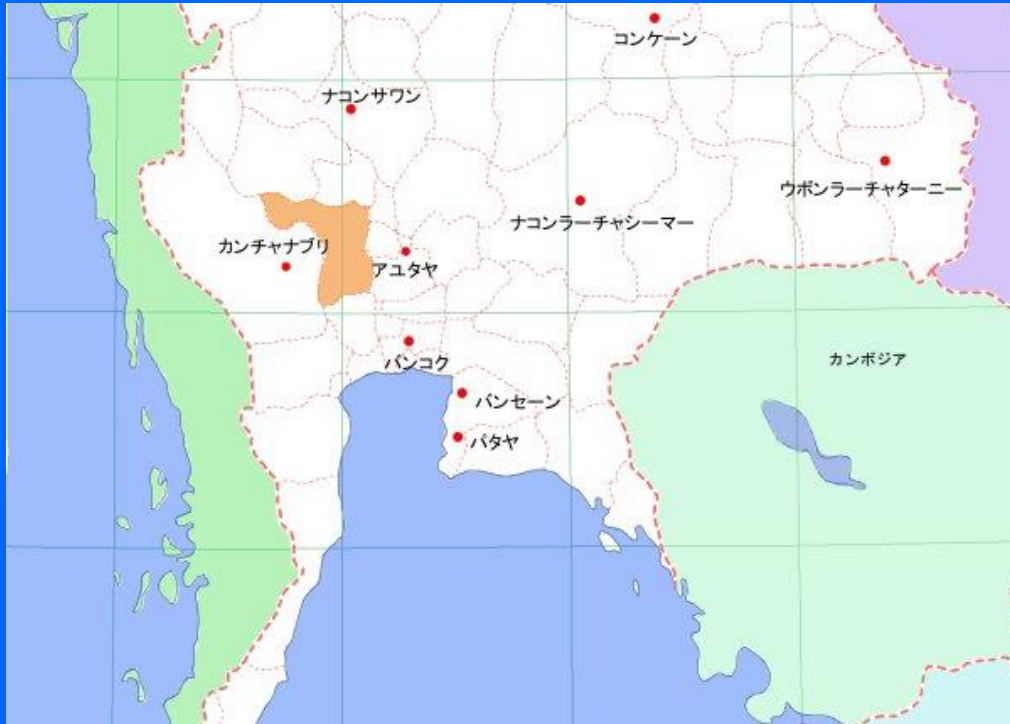 コンケーン
ナコンサワン
ウボンラーチャターニー
ナコンラーチャシーマー
カンチャナブリ
アユタヤ
バンコク
カンボジア
バンセーン
パタヤ